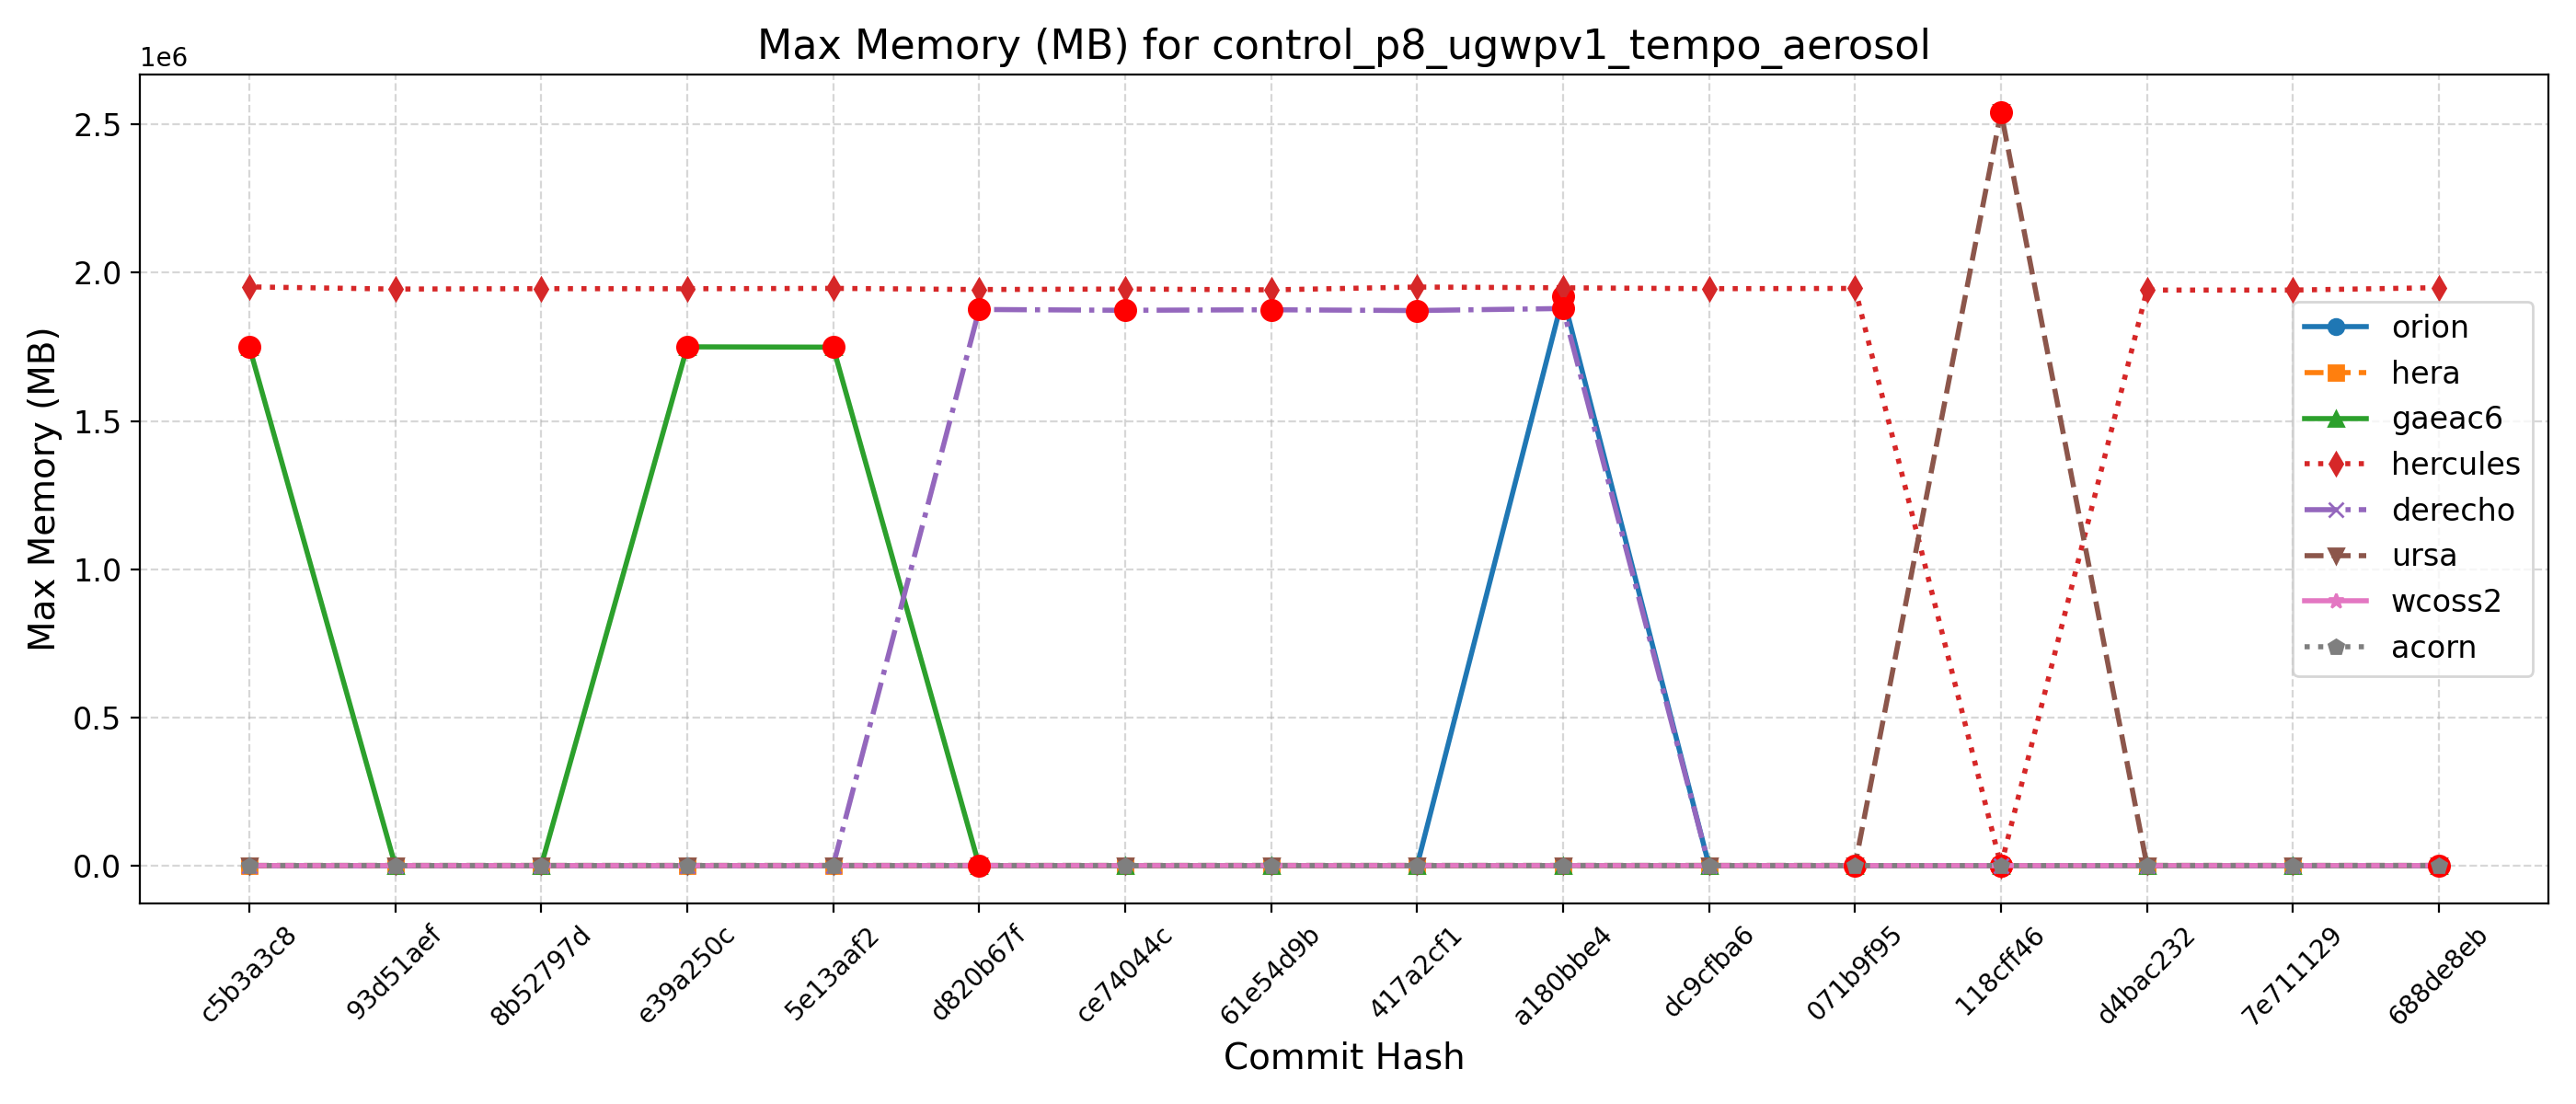 Max Memory (MB) for control_p8_ugwpv1_tempo_aerosol
1e6
2.5
2.0
1.5
1.0
0.5
0.0
Max Memory (MB)
orion
hera
gaeac6
hercules
derecho
ursa
wcoss2
acorn
c5b3a3c8
93d51aef
8b52797d
e39a250c
5e13aaf2
d820b67f
ce74044c
61e54d9b
417a2cf1
a180bbe4
dc9cfba6
071b9f95
118cff46
d4bac232
7e711129
688de8eb
Commit Hash